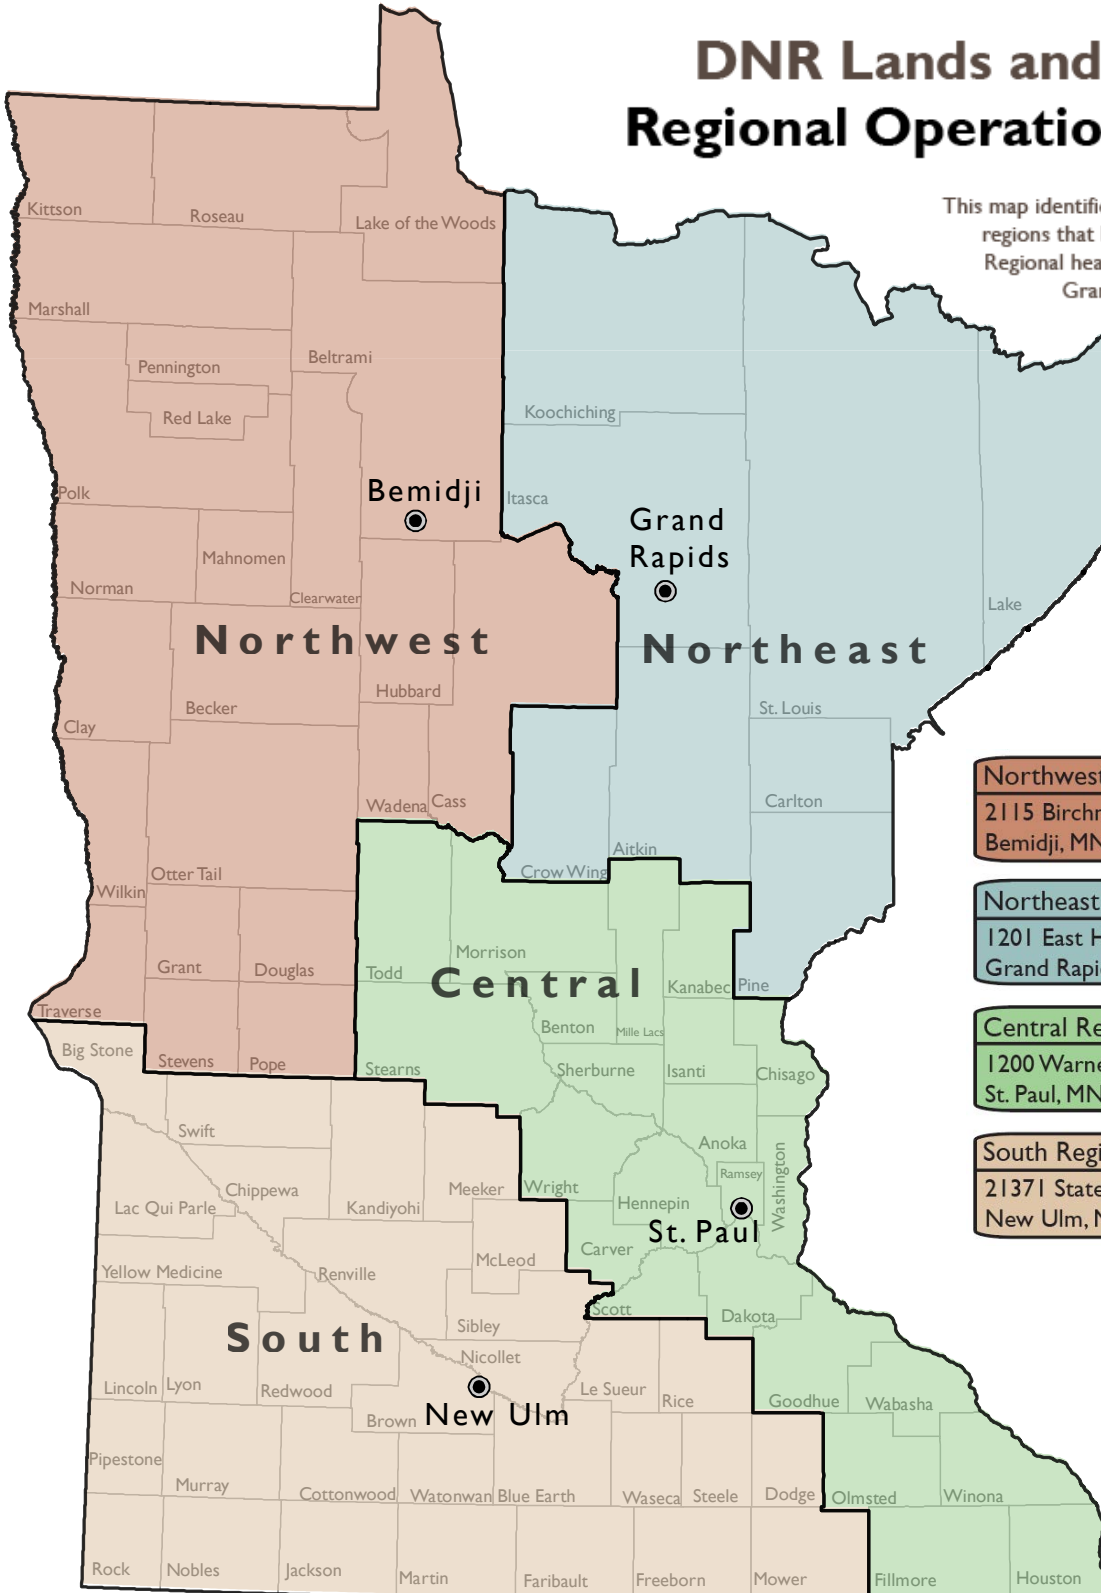 DNR Lands and
Regional Operatio
This map identifi
regions that
Regional hea
Gran
Kittson
Roseau
Lake of the Woods
Marshall
Beltrami
Pennington
Red Lake
Koochiching
Polk
Bemidji
Itasca
Grand
Rapids
Mahnomen
Norman
Clearwater
Lake
Northwest
Northeast
Hubbard
Becker
St. Louis
Clay
Wadena
Cass
Carlton
Aitkin
Crow Wing
Otter Tail
Wilkin
Morrison
Grant
Douglas
Todd
Central
Kanabec
Pine
Traverse
Benton
Mille Lacs
Big Stone
Stevens
Pope
Stearns
Sherburne
Isanti
Chisago
Swift
Anoka
Ramsey
Washington
Chippewa
Meeker
Wright
Lac Qui Parle
Kandiyohi
Hennepin
St. Paul
Carver
McLeod
Yellow Medicine
Renville
Scott
Dakota
South
Sibley
Nicollet
Lincoln
Lyon
Redwood
Le Sueur
Rice
Goodhue
Wabasha
Brown
New Ulm
Pipestone
Murray
Cottonwood
Watonwan
Blue Earth
Waseca
Steele
Dodge
Olmsted
Winona
Rock
Nobles
Jackson
Martin
Faribault
Freeborn
Mower
Fillmore
Houston
Northwest
2115 Birchm
Bemidji, MN
Northeast
1201 East H
Grand Rapi
Central Re
1200 Warne
St. Paul, MN
South Regi
21371 State
New Ulm, M